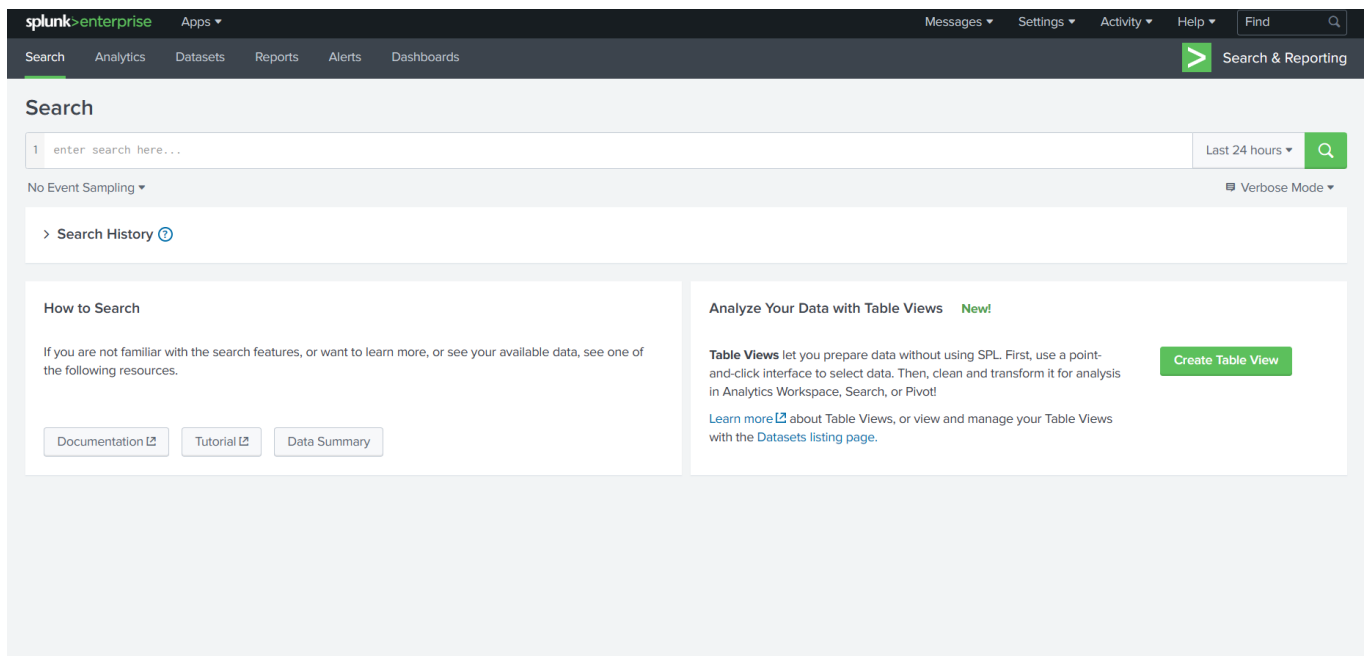 splunk>enterprise Apps Messages Settings Activity Help Find
Search Analytics Datasets Reports Alerts Dashboards > Search & Reporting
Search
1 enter search here... Last 24 hours
No Event Sampling Verbose Mode
> Search History ?
How to Search
If you are not familiar with the search features, or want to learn more, or see your available data, see one of
the following resources.
Documentation Tutorial Data Summary
Analyze Your Data with Table Views New!
Table Views let you prepare data without using SPL. First, use a point-
and-click interface to select data. Then, clean and transform it for analysis
in Analytics Workspace, Search, or Pivot!
Create Table View
Learn more about Table Views, or view and manage your Table Views
with the Datasets listing page.